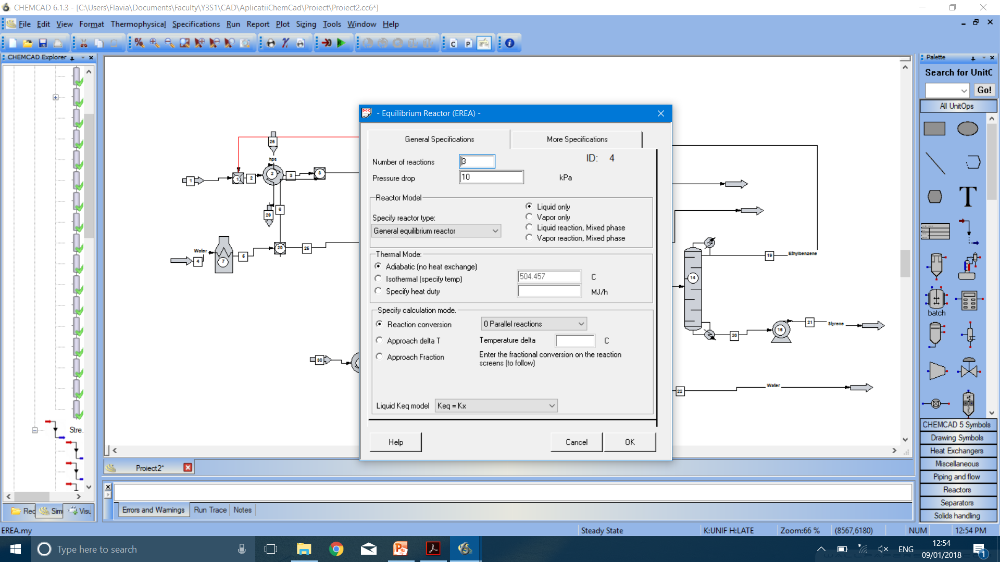 CHEMCAD 6.1.3 - [C:\Users\Flavia\Documents\Faculty\Y3S1\CAD\AplicatiiChemCad\Proiect\Proiect2.cc6*]
File Edit View Format Thermophysical Specifications Run Report Plot Sizing Tools Window Help
C P
CHEMCAD Explorer
Palette
Search for UnitC
Go!
All UnitOps
- Equilibrium Reactor (EREA) -
General Specifications
More Specifications
ID: 4
Number of reactions 3
Pressure drop 10 kPa
Reactor Model
Specify reactor type:
General equilibrium reactor
Liquid only
Vapor only
Liquid reaction, Mixed phase
Vapor reaction, Mixed phase
Thermal Mode:
Adiabatic (no heat exchange)
Isothermal (specify temp) 504.457 C
Specify heat duty MJ/h
Specify calculation mode.
Reaction conversion 0 Parallel reactions
Approach delta T Temperature delta C
Approach Fraction Enter the fractional conversion on the reaction
screens (to follow)
Liquid Keq model Keq = Kx
Help Cancel OK
26
hps
1 1 2 2 3 3
29 6
Water
4 7 5 20 25
30
14
19 Ethylbenzene
20 16 21 Styrene
22 Water
T
batch
Stre.
CHEMCAD 5 Symbols
Drawing Symbols
Heat Exchangers
Miscellaneous
Piping and flow
Reactors
Separators
Solids handling
Proiect2*
Rec Simu Visu
Errors and Warnings Run Trace Notes
EREA.my Steady State K:UNIF H:LATE Zoom:66 % (8567,6180) NUM 12:54 PM
Type here to search
ENG
12:54
09/01/2018
1